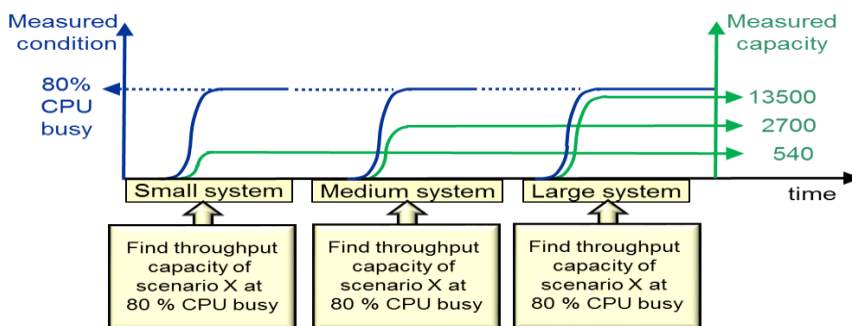 Measured
condition
Measured
capacity
80%
CPU
busy
13500
2700
540
Small system
Medium system
Large system
time
Find throughput
capacity of
scenario X at
80 % CPU busy
Find throughput
capacity of
scenario X at
80 % CPU busy
Find throughput
capacity of
scenario X at
80 % CPU busy